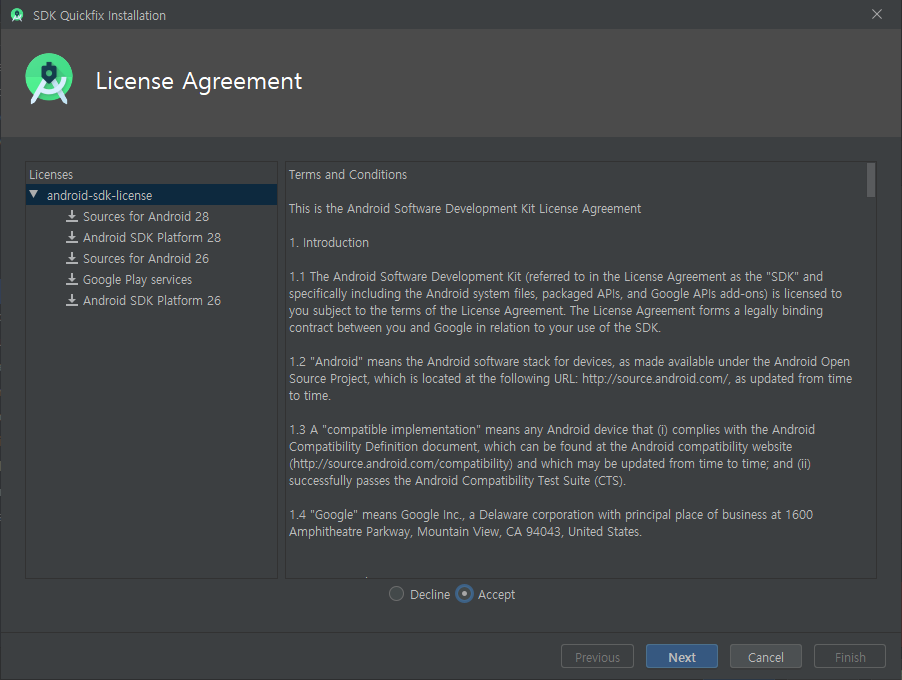 SDK Quickfix Installation
License Agreement
Licenses
android-sdk-license
Sources for Android 28
Android SDK Platform 28
Sources for Android 26
Google Play services
Android SDK Platform 26
Terms and Conditions
This is the Android Software Development Kit License Agreement
1. Introduction
1.1 The Android Software Development Kit (referred to in the License Agreement as the "SDK" and
specifically including the Android system files, packaged APIs, and Google APIs add-ons) is licensed to
you subject to the terms of the License Agreement. The License Agreement forms a legally binding
contract between you and Google in relation to your use of the SDK.
1.2 "Android" means the Android software stack for devices, as made available under the Android Open
Source Project, which is located at the following URL: http://source.android.com/, as updated from time
to time.
1.3 A "compatible implementation" means any Android device that (i) complies with the Android
Compatibility Definition document, which can be found at the Android compatibility website
(http://source.android.com/compatibility) and which may be updated from time to time; and (ii)
successfully passes the Android Compatibility Test Suite (CTS).
1.4 "Google" means Google Inc., a Delaware corporation with principal place of business at 1600
Amphitheatre Parkway, Mountain View, CA 94043, United States.
Decline Accept
Previous Next Cancel Finish